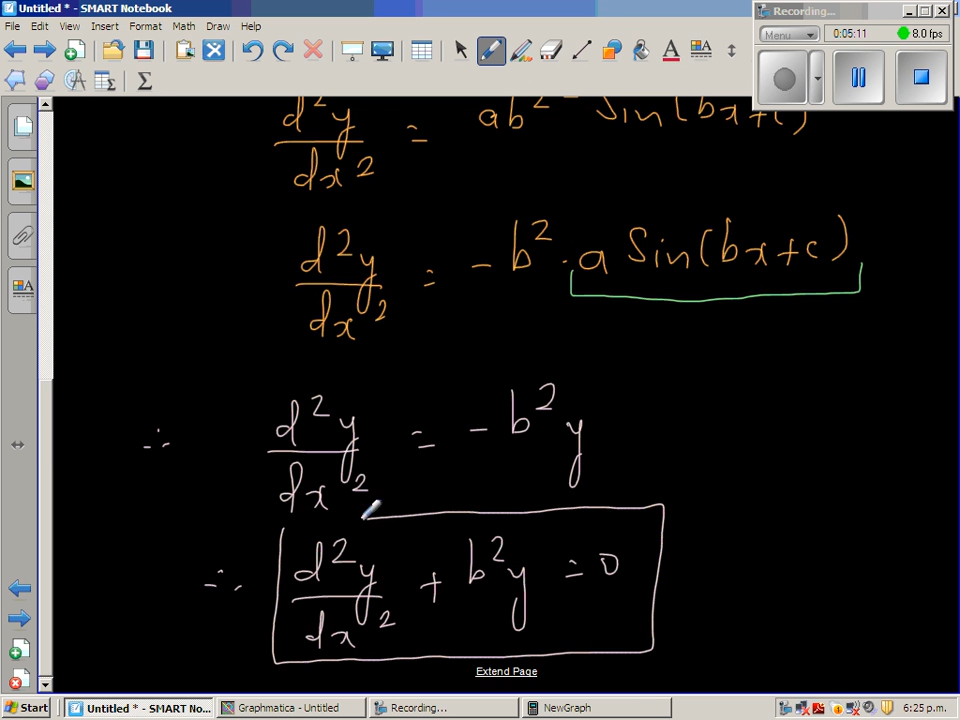 Untitled * - SMART Notebook
File Edit View Insert Format Math Draw Help
Recording...
Menu 0:05:11 8.0 fps
d²y/dx² = ab² - Sin(bx+c)
d²y/dx² = - b² . a Sin(bx+c)
∴ d²y/dx² = - b²y
∴ d²y/dx² + b²y = 0
Extend Page
Start Untitled * - SMART No... Graphmatica - Untitled Recording... NewGraph 6:25 p.m.